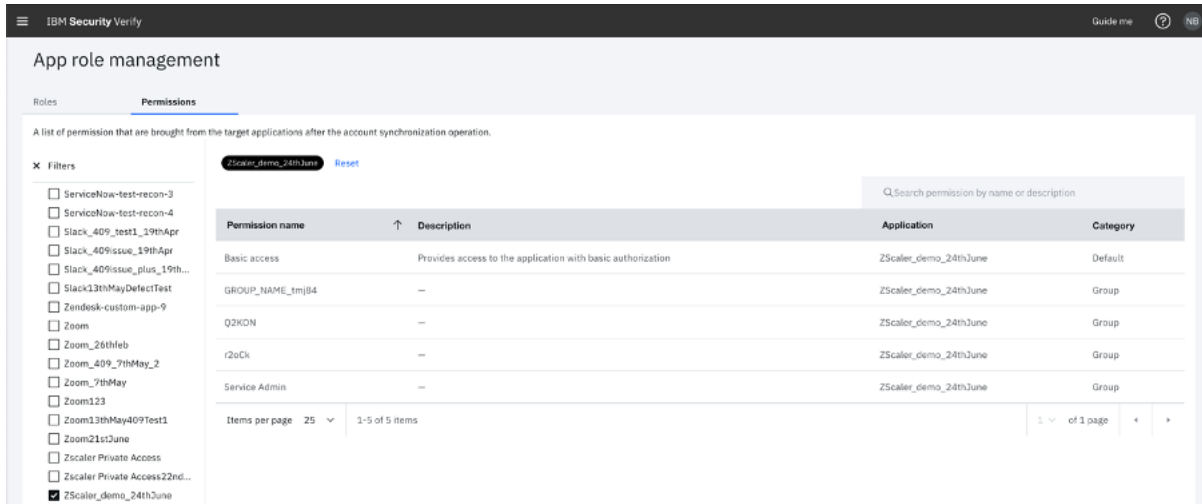 IBM Security Verify
Guide me
NB
App role management
Roles
Permissions
A list of permission that are brought from the target applications after the account synchronization operation.
Filters
ServiceNow-test-recon-3
ServiceNow-test-recon-4
Slack_409_test1_19thApr
Slack_409issue_19thApr
Slack_409issue_plus_19th...
Slack13thMayDefectTest
Zendesk-custom-app-9
Zoom
Zoom_26thfeb
Zoom_409_7thMay_2
Zoom_7thMay
Zoom123
Zoom13thMay409Test1
Zoom21stJune
Zscaler Private Access
Zscaler Private Access22nd...
ZScaler_demo_24thJune
ZScaler_demo_24thJune Reset
Search permission by name or description
Permission name Description Application Category
Basic access Provides access to the application with basic authorization ZScaler_demo_24thJune Default
GROUP_NAME_tmj84 — ZScaler_demo_24thJune Group
Q2KON — ZScaler_demo_24thJune Group
r2oCk — ZScaler_demo_24thJune Group
Service Admin — ZScaler_demo_24thJune Group
Items per page 25 1-5 of 5 items 1 of 1 page